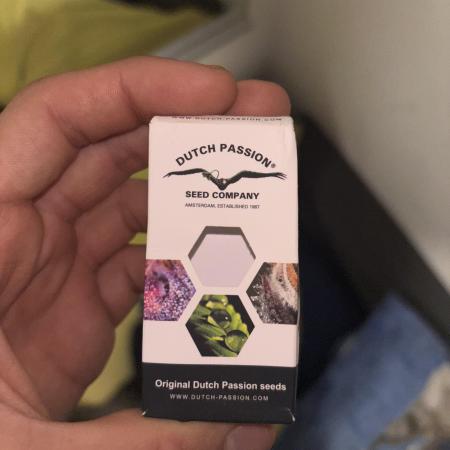 WWW.DUTCH-PASSION.COM
DUTCH PASSION®
SEED COMPANY
AMSTERDAM, ESTABLISHED 1987
Original Dutch Passion seeds
WWW.DUTCH-PASSION.COM